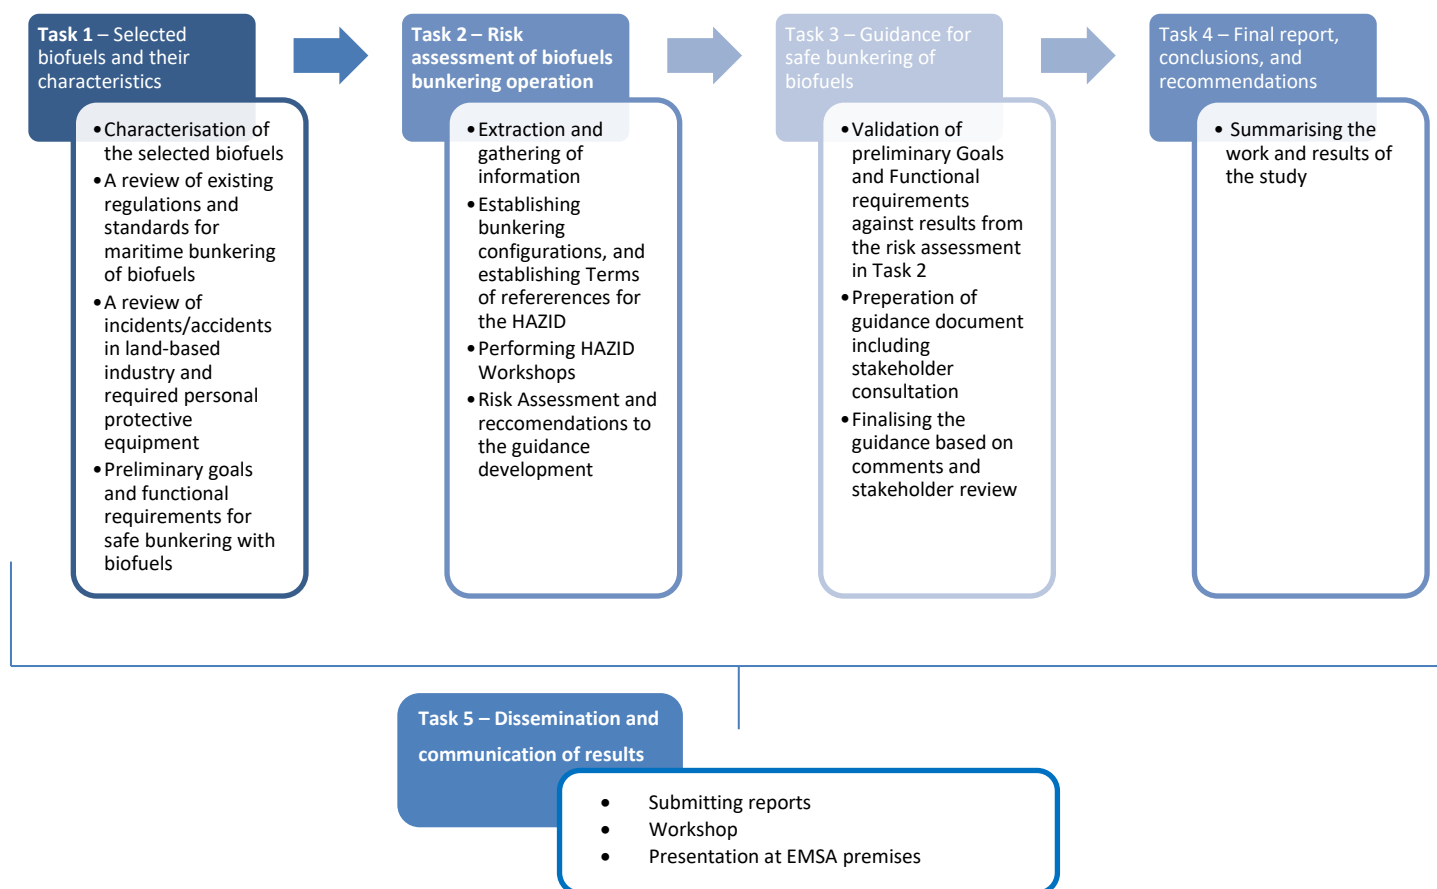 Task 1 – Selected
biofuels and their
characteristics
•Characterisation of
the selected biofuels
•A review of existing
regulations and
standards for
maritime bunkering
of biofuels
•A review of
incidents/accidents
in land-based
industry and
required personal
protective
equipment
•Preliminary goals
and functional
requirements for
safe bunkering with
biofuels
Task 2 – Risk
assessment of biofuels
bunkering operation
•Extraction and
gathering of
information
•Establishing
bunkering
configurations, and
establishing Terms
of refererences for
the HAZID
•Performing HAZID
Workshops
•Risk Assessment and
reccomendations to
the guidance
development
Task 3 – Guidance for
safe bunkering of
biofuels
•Validation of
preliminary Goals
and Functional
requirements
against results from
the risk assessment
in Task 2
•Preperation of
guidance document
including
stakeholder
consultation
•Finalising the
guidance based on
comments and
stakeholder review
Task 4 – Final report,
conclusions, and
recommendations
• Summarising the
work and results of
the study
Task 5 – Dissemination and
communication of results
• Submitting reports
• Workshop
• Presentation at EMSA premises